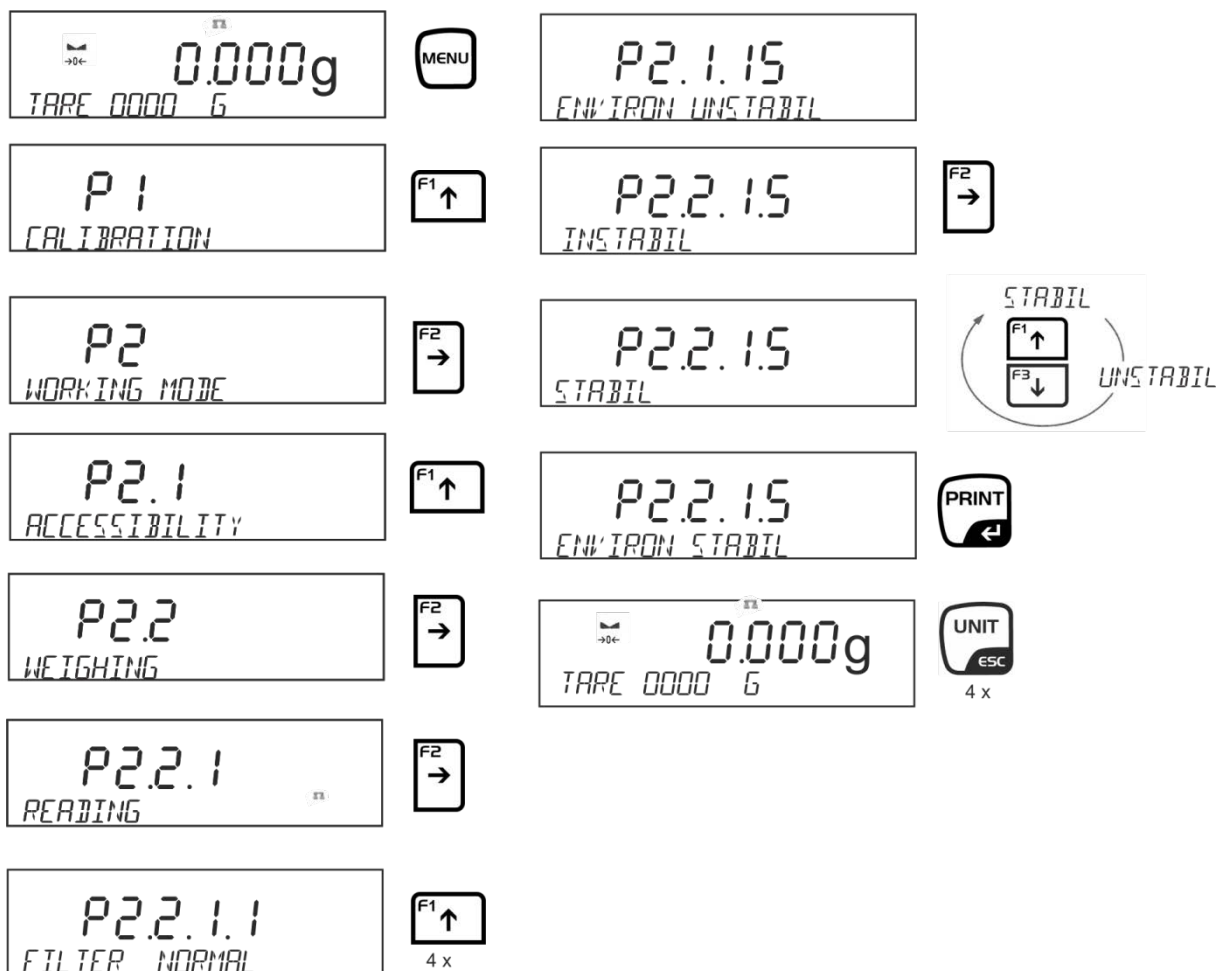 →0← 0.000g
TARE 0000 G
MENU
P1
CALIBRATION
F1 ↑
P2
WORKING MODE
F2 →
P2.1
ACCESSIBILITY
F1 ↑
P2.2
WEIGHING
F2 →
P2.2.1
READING
F2 →
P2.2.1.1
FILTER NORMAL
F1 ↑
4 x
P2.1.15
ENVIRON UNSTABIL
P2.2.1.5
INSTABIL
F2 →
P2.2.1.5
STABIL
STABIL
F1 ↑
F3 ↓
UNSTABIL
P2.2.1.5
ENVIRON STABIL
PRINT
→0← 0.000g
TARE 0000 G
UNIT
ESC
4 x